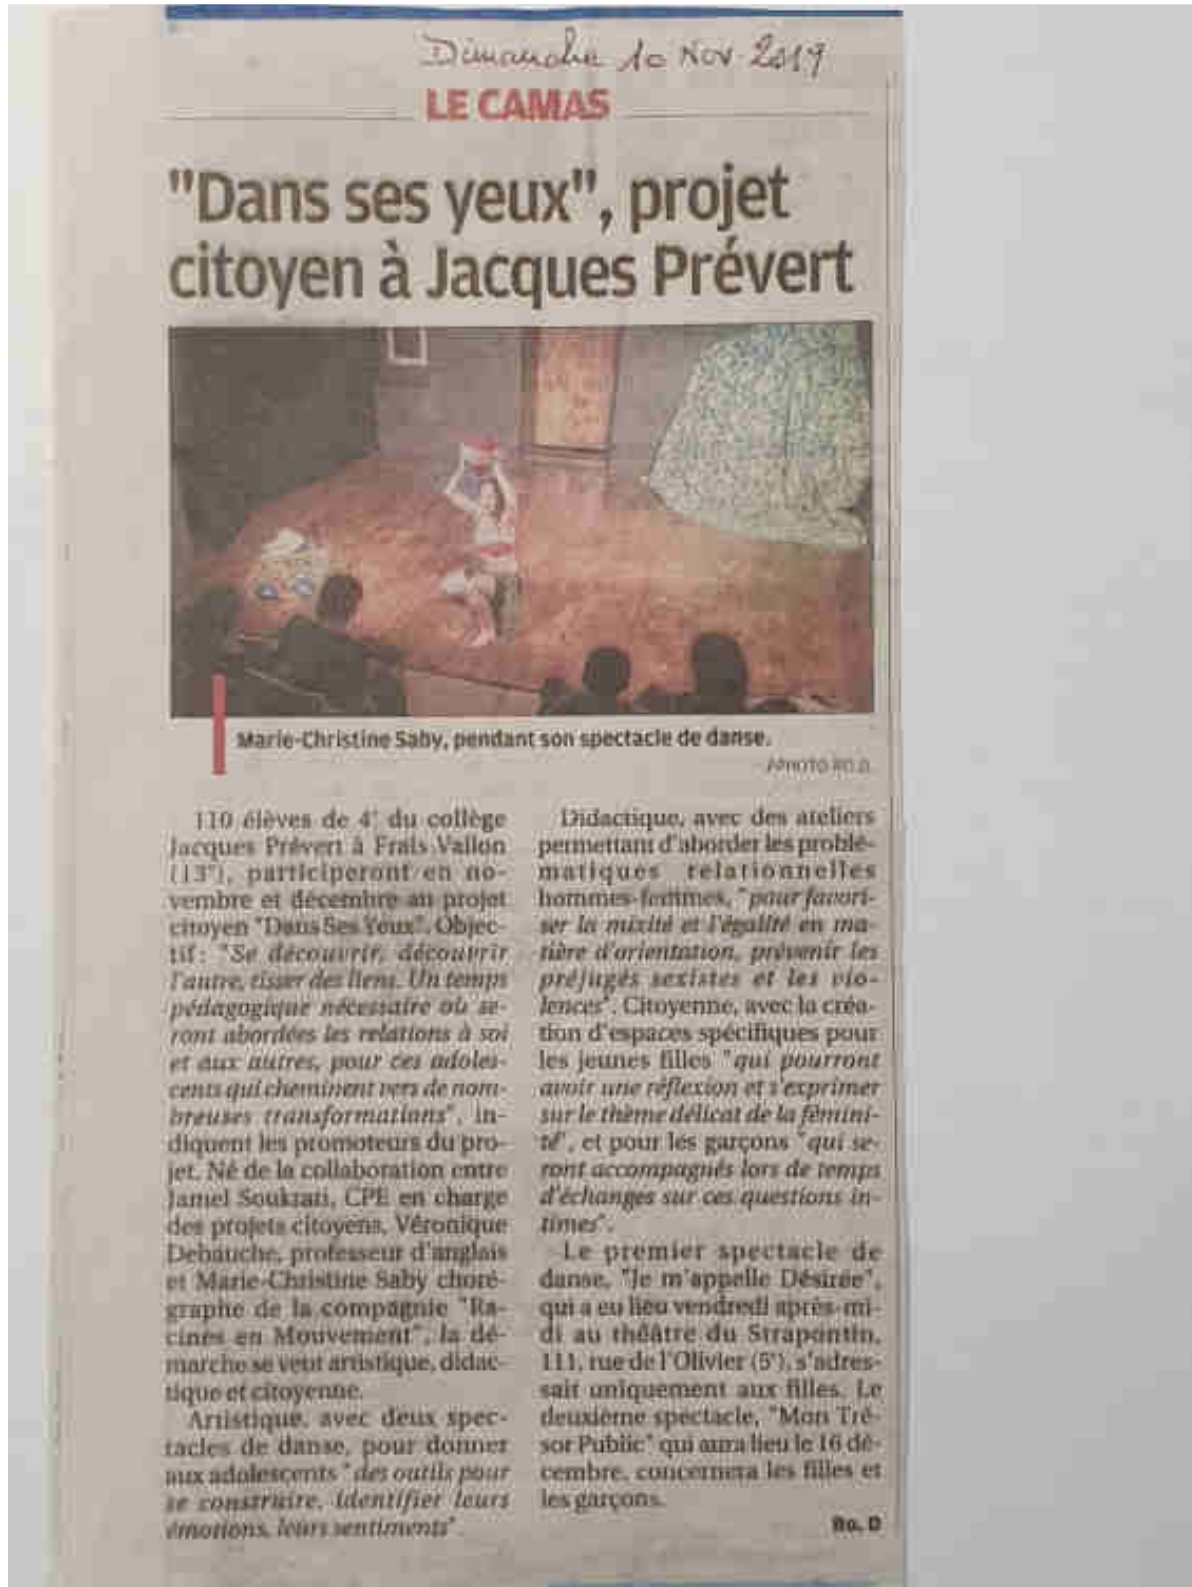 Dimanche 10 Nov 2019
LE CAMAS
"Dans ses yeux", projet
citoyen à Jacques Prévert
Marie-Christine Saby, pendant son spectacle de danse.
/PHOTO RO.D.
110 élèves de 4e du collège
Jacques Prévert à Frais Vallon
(13e), participeront en no-
vembre et décembre au projet
citoyen "Dans Ses Yeux". Objec-
tif : "Se découvrir, découvrir
l'autre, tisser des liens. Un temps
pédagogique nécessaire où se-
ront abordées les relations à soi
et aux autres, pour ces adoles-
cents qui cheminent vers de nom-
breuses transformations", in-
diquent les promoteurs du pro-
jet. Né de la collaboration entre
Jamel Soukrati, CPE en charge
des projets citoyens, Véronique
Debauche, professeur d'anglais
et Marie-Christine Saby choré-
graphe de la compagnie "Ra-
cines en Mouvement", la dé-
marche se veut artistique, didac-
tique et citoyenne.
Artistique, avec deux spec-
tacles de danse, pour donner
aux adolescents "des outils pour
se construire, identifier leurs
émotions, leurs sentiments".
Didactique, avec des ateliers
permettant d'aborder les problé-
matiques relationnelles
hommes-femmes, "pour favori-
ser la mixité et l'égalité en ma-
tière d'orientation, prévenir les
préjugés sexistes et les vio-
lences". Citoyenne, avec la créa-
tion d'espaces spécifiques pour
les jeunes filles "qui pourront
avoir une réflexion et s'exprimer
sur le thème délicat de la fémini-
té", et pour les garçons "qui se-
ront accompagnés lors de temps
d'échanges sur ces questions in-
times".
Le premier spectacle de
danse, "Je m'appelle Désirée",
qui a eu lieu vendredi après-mi-
di au théâtre du Strapontin,
111, rue de l'Olivier (5e), s'adres-
sait uniquement aux filles. Le
deuxième spectacle, "Mon Tré-
sor Public" qui aura lieu le 16 dé-
cembre, concernera les filles et
les garçons.
Ro. D